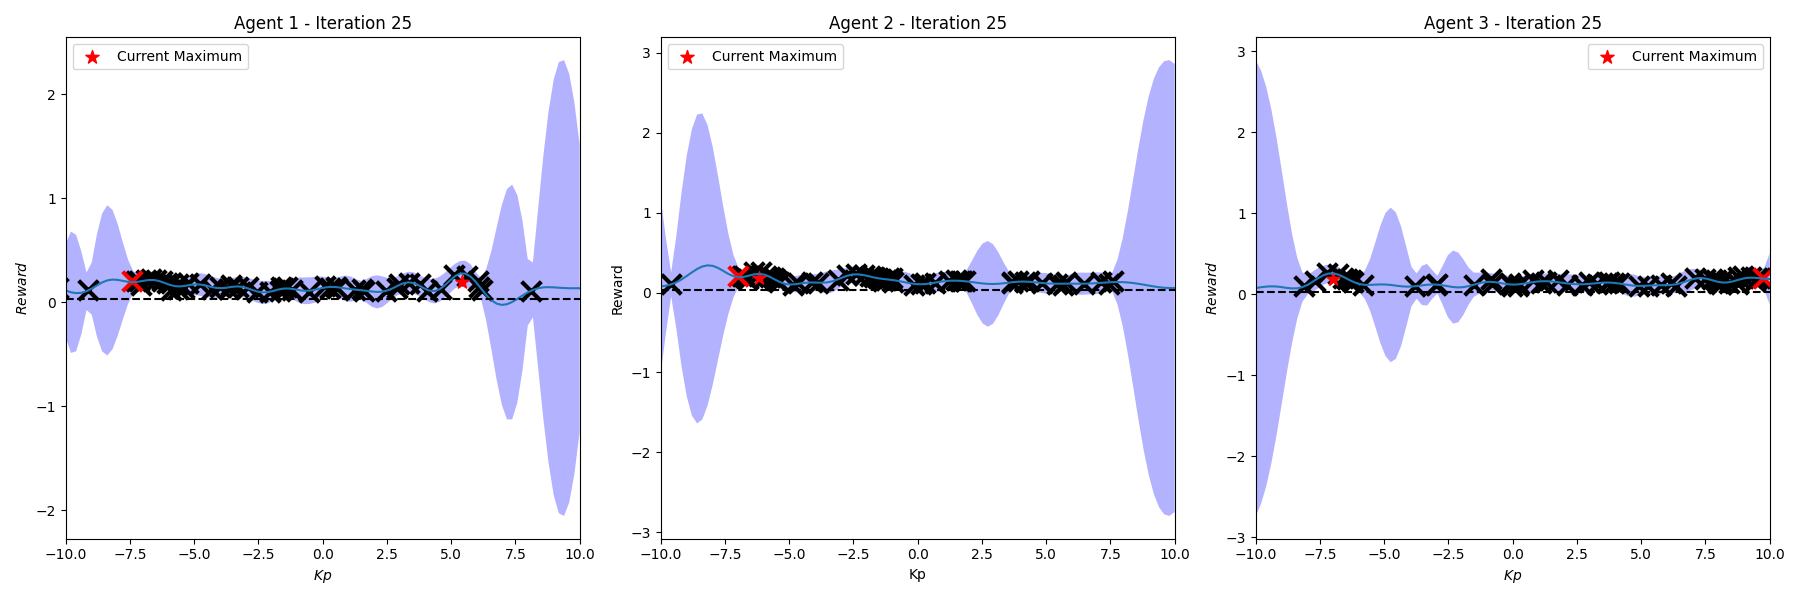 Agent 1 - Iteration 25
Current Maximum
2
1
0
−1
−2
Reward
−10.0 −7.5 −5.0 −2.5 0.0 2.5 5.0 7.5 10.0
Kp
Agent 2 - Iteration 25
Current Maximum
3
2
1
0
−1
−2
−3
Reward
−10.0 −7.5 −5.0 −2.5 0.0 2.5 5.0 7.5 10.0
Kp
Agent 3 - Iteration 25
Current Maximum
3
2
1
0
−1
−2
−3
Reward
−10.0 −7.5 −5.0 −2.5 0.0 2.5 5.0 7.5 10.0
Kp